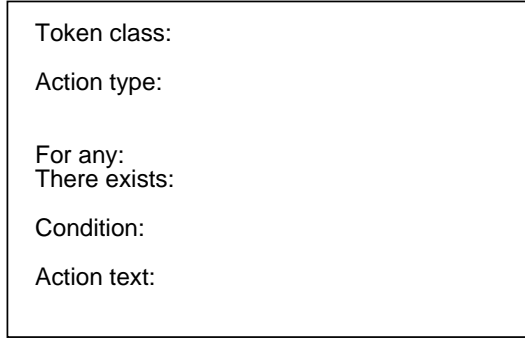 Token class:
Action type:
For any:
There exists:
Condition:
Action text: